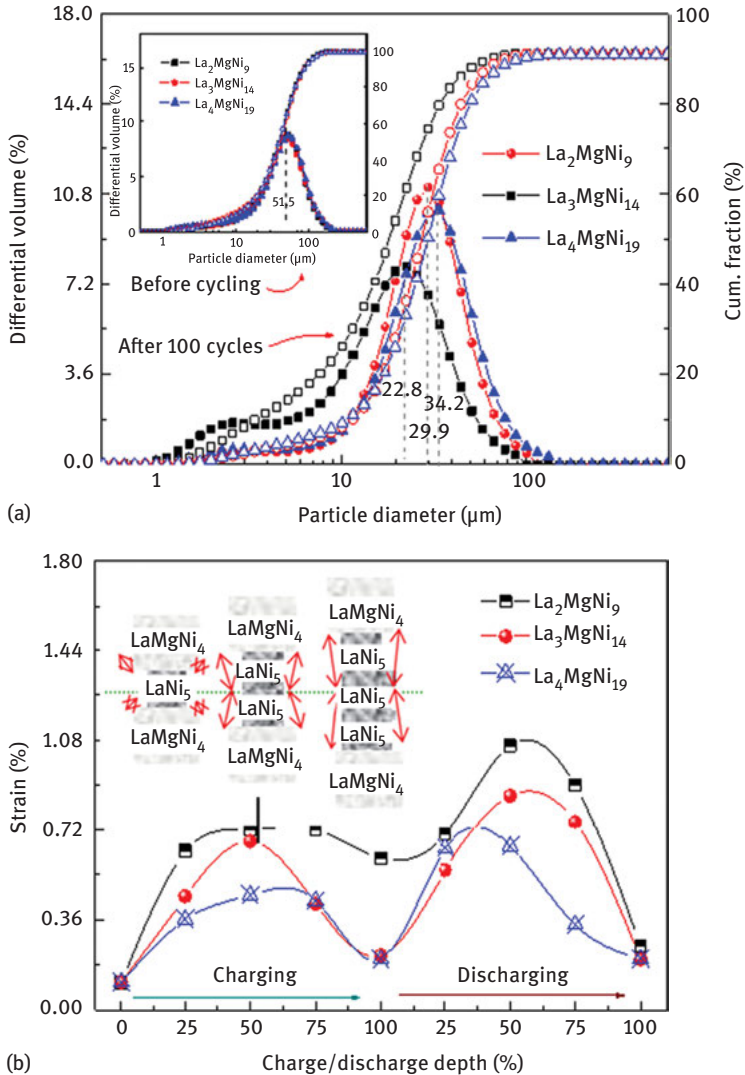 18.0
14.4
10.8
7.2
3.6
0.0
Differential volume (%)
100
80
60
40
20
0
Cum. fraction (%)
15
10
5
0
Differential volume (%)
La₂MgNi₉
La₃MgNi₁₄
La₄MgNi₁₉
100
80
60
40
20
0
51.5
1 10 100
Particle diameter (µm)
Before cycling
After 100 cycles
La₂MgNi₉
La₃MgNi₁₄
La₄MgNi₁₉
22.8
34.2
29.9
1 10 100
(a)
Particle diameter (µm)
1.80
1.44
1.08
0.72
0.36
0.00
Strain (%)
LaMgNi₄
LaNi₅
LaMgNi₄
LaMgNi₄
LaNi₅
LaNi₅
LaMgNi₄
LaMgNi₄
LaNi₅
LaNi₅
LaNi₅
LaMgNi₄
La₂MgNi₉
La₃MgNi₁₄
La₄MgNi₁₉
Charging
Discharging
0 25 50 75 100 25 50 75 100
(b)
Charge/discharge depth (%)